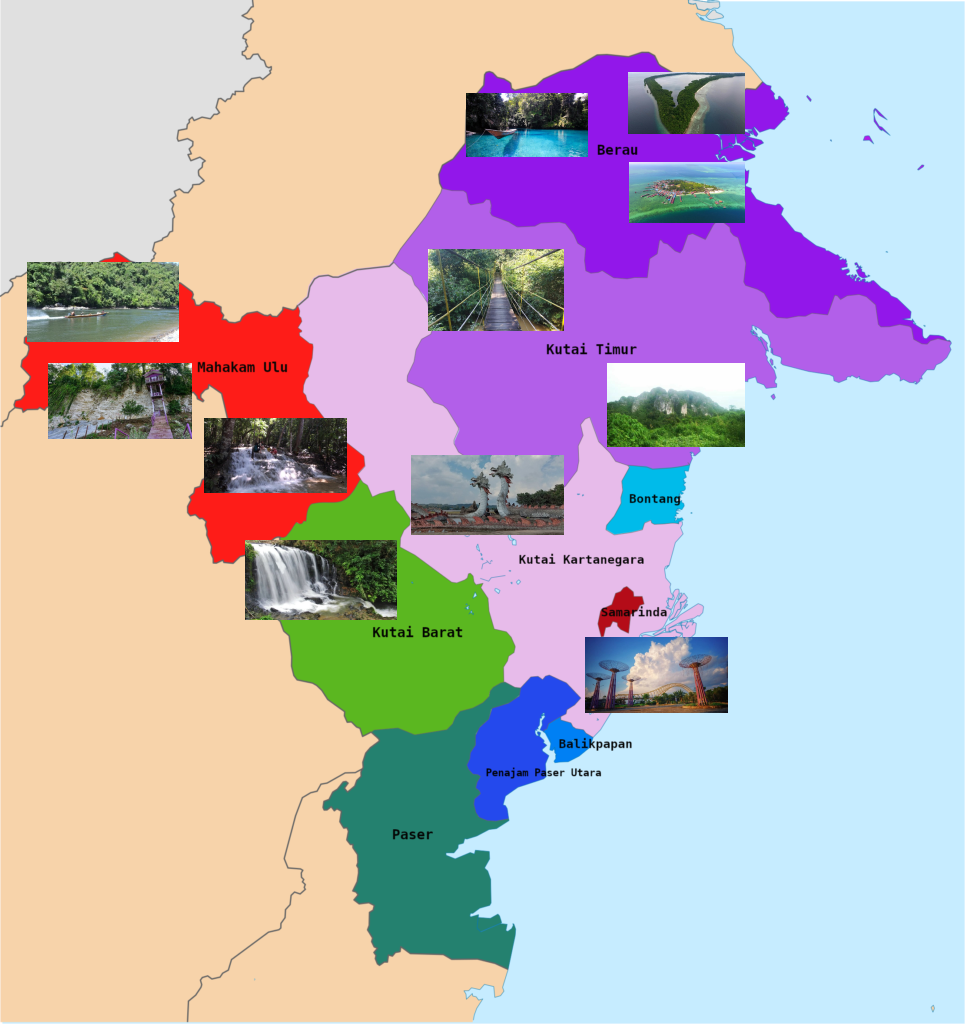 Berau
Kutai Timur
Mahakam Ulu
Bontang
Kutai Kartanegara
Samarinda
Kutai Barat
Balikpapan
Penajam Paser Utara
Paser